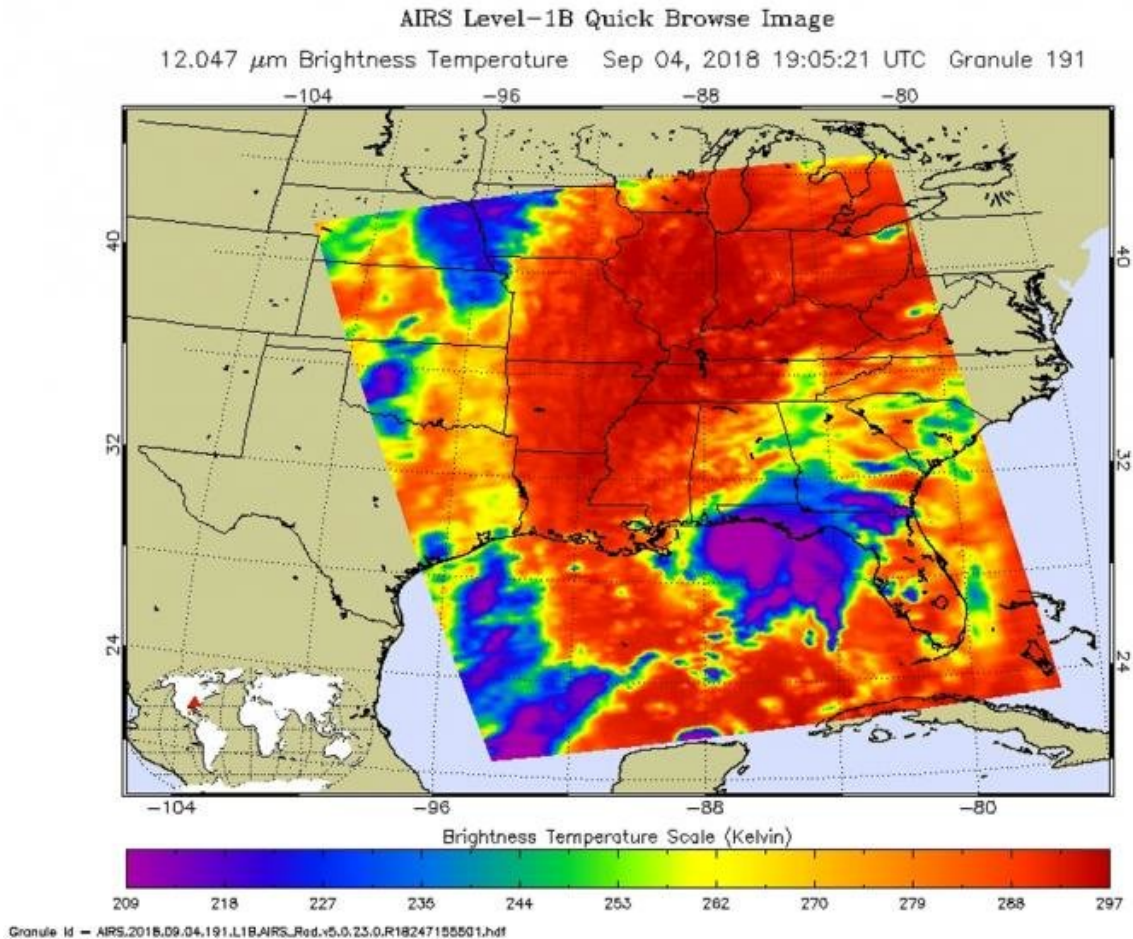 AIRS Level-1B Quick Browse Image
12.047 μm Brightness Temperature Sep 04, 2018 19:05:21 UTC Granule 191
-104 -96 -88 -80
40 40
32 32
24 24
-104 -96 -88 -80
Brightness Temperature Scale (Kelvin)
209 218 227 235 244 253 262 270 279 288 297
Granule Id = AIRS.2018.09.04.191.L1B.AIRS_Rad.v5.0.23.0.R18247155501.hdf